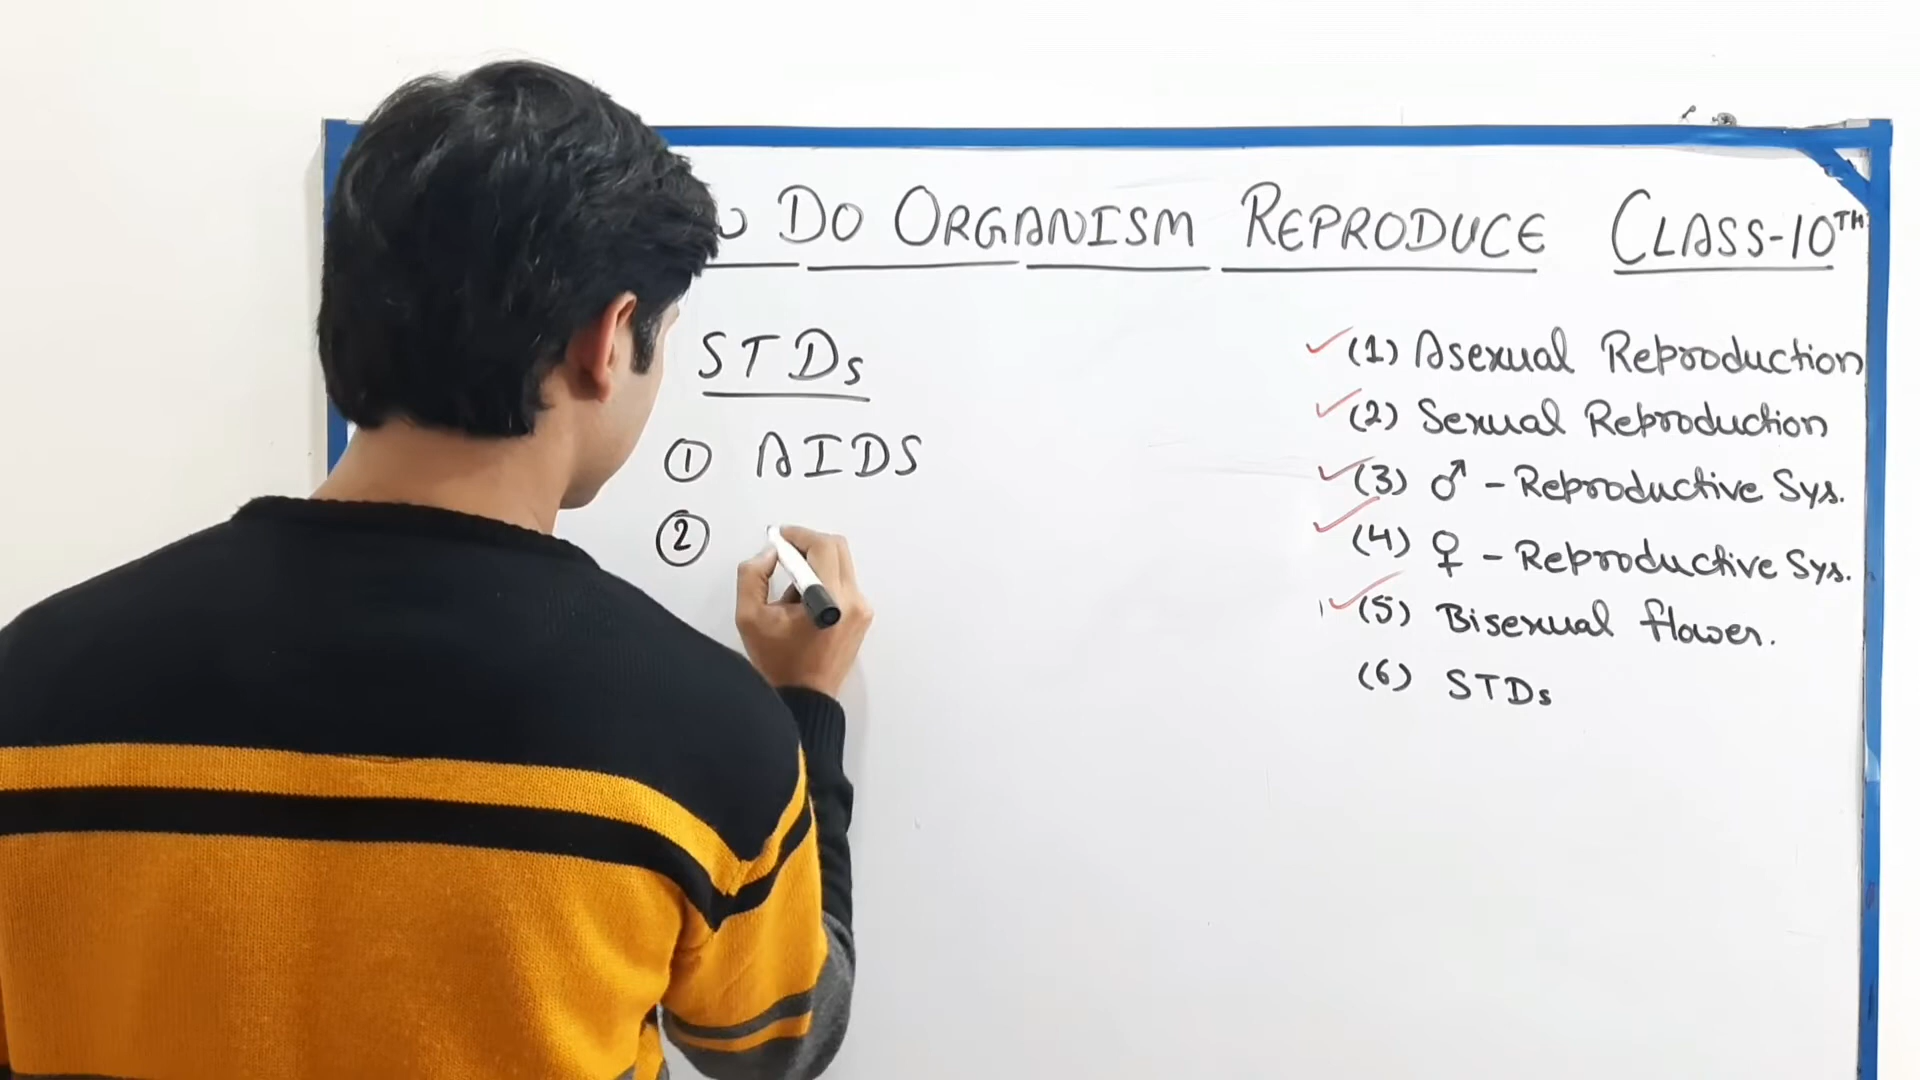 DO ORGANISM REPRODUCE CLASS-10TH
STDs
① AIDS
②
(1) Asexual Reproduction
(2) Sexual Reproduction
(3) ♂ - Reproductive Sys.
(4) ♀ - Reproductive Sys.
(5) Bisexual flower.
(6) STDs